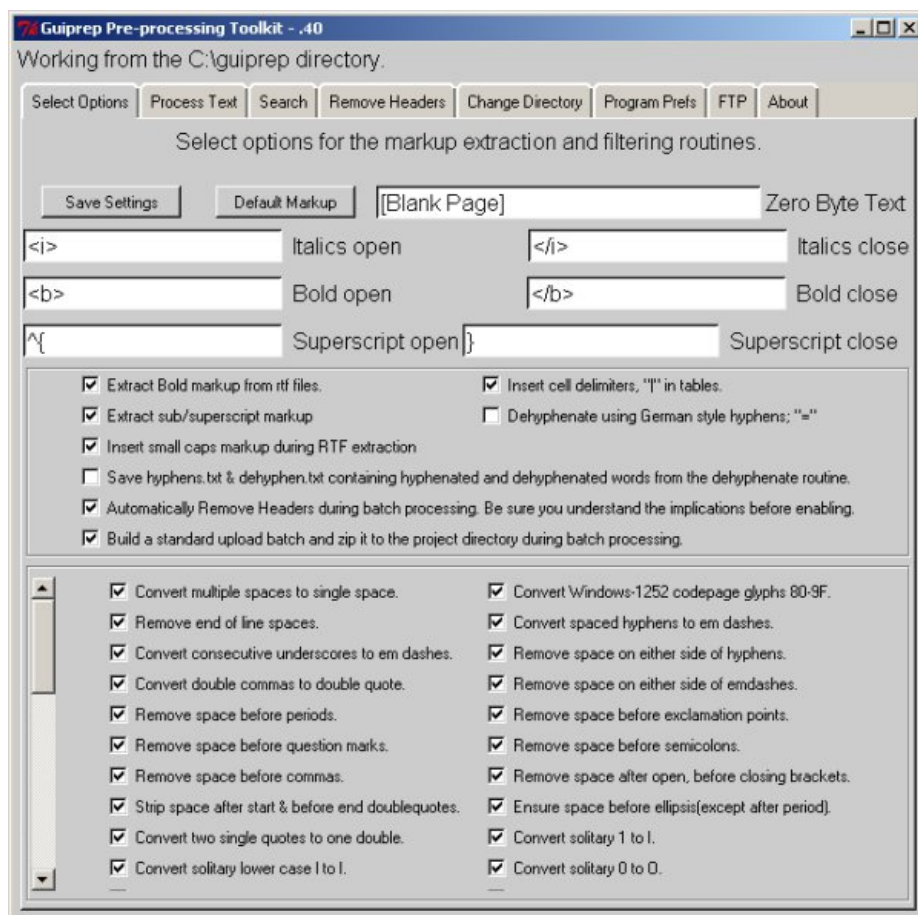 Guiprep Pre-processing Toolkit - .40
Working from the C:\guiprep directory.
Select Options Process Text Search Remove Headers Change Directory Program Prefs FTP About
Select options for the markup extraction and filtering routines.
Save Settings Default Markup [Blank Page] Zero Byte Text
<i> Italics open </i> Italics close
<b> Bold open </b> Bold close
^{ Superscript open } Superscript close
Extract Bold markup from rtf files. Insert cell delimiters, "|" in tables.
Extract sub/superscript markup Dehyphenate using German style hyphens; "="
Insert small caps markup during RTF extraction
Save hyphens.txt & dehyphen.txt containing hyphenated and dehyphenated words from the dehyphenate routine.
Automatically Remove Headers during batch processing. Be sure you understand the implications before enabling.
Build a standard upload batch and zip it to the project directory during batch processing.
Convert multiple spaces to single space. Convert Windows-1252 codepage glyphs 80-9F.
Remove end of line spaces. Convert spaced hyphens to em dashes.
Convert consecutive underscores to em dashes. Remove space on either side of hyphens.
Convert double commas to double quote. Remove space on either side of emdashes.
Remove space before periods. Remove space before exclamation points.
Remove space before question marks. Remove space before semicolons.
Remove space before commas. Remove space after open, before closing brackets.
Strip space after start & before end doublequotes. Ensure space before ellipsis(except after period).
Convert two single quotes to one double. Convert solitary 1 to I.
Convert solitary lower case l to I. Convert solitary 0 to O.